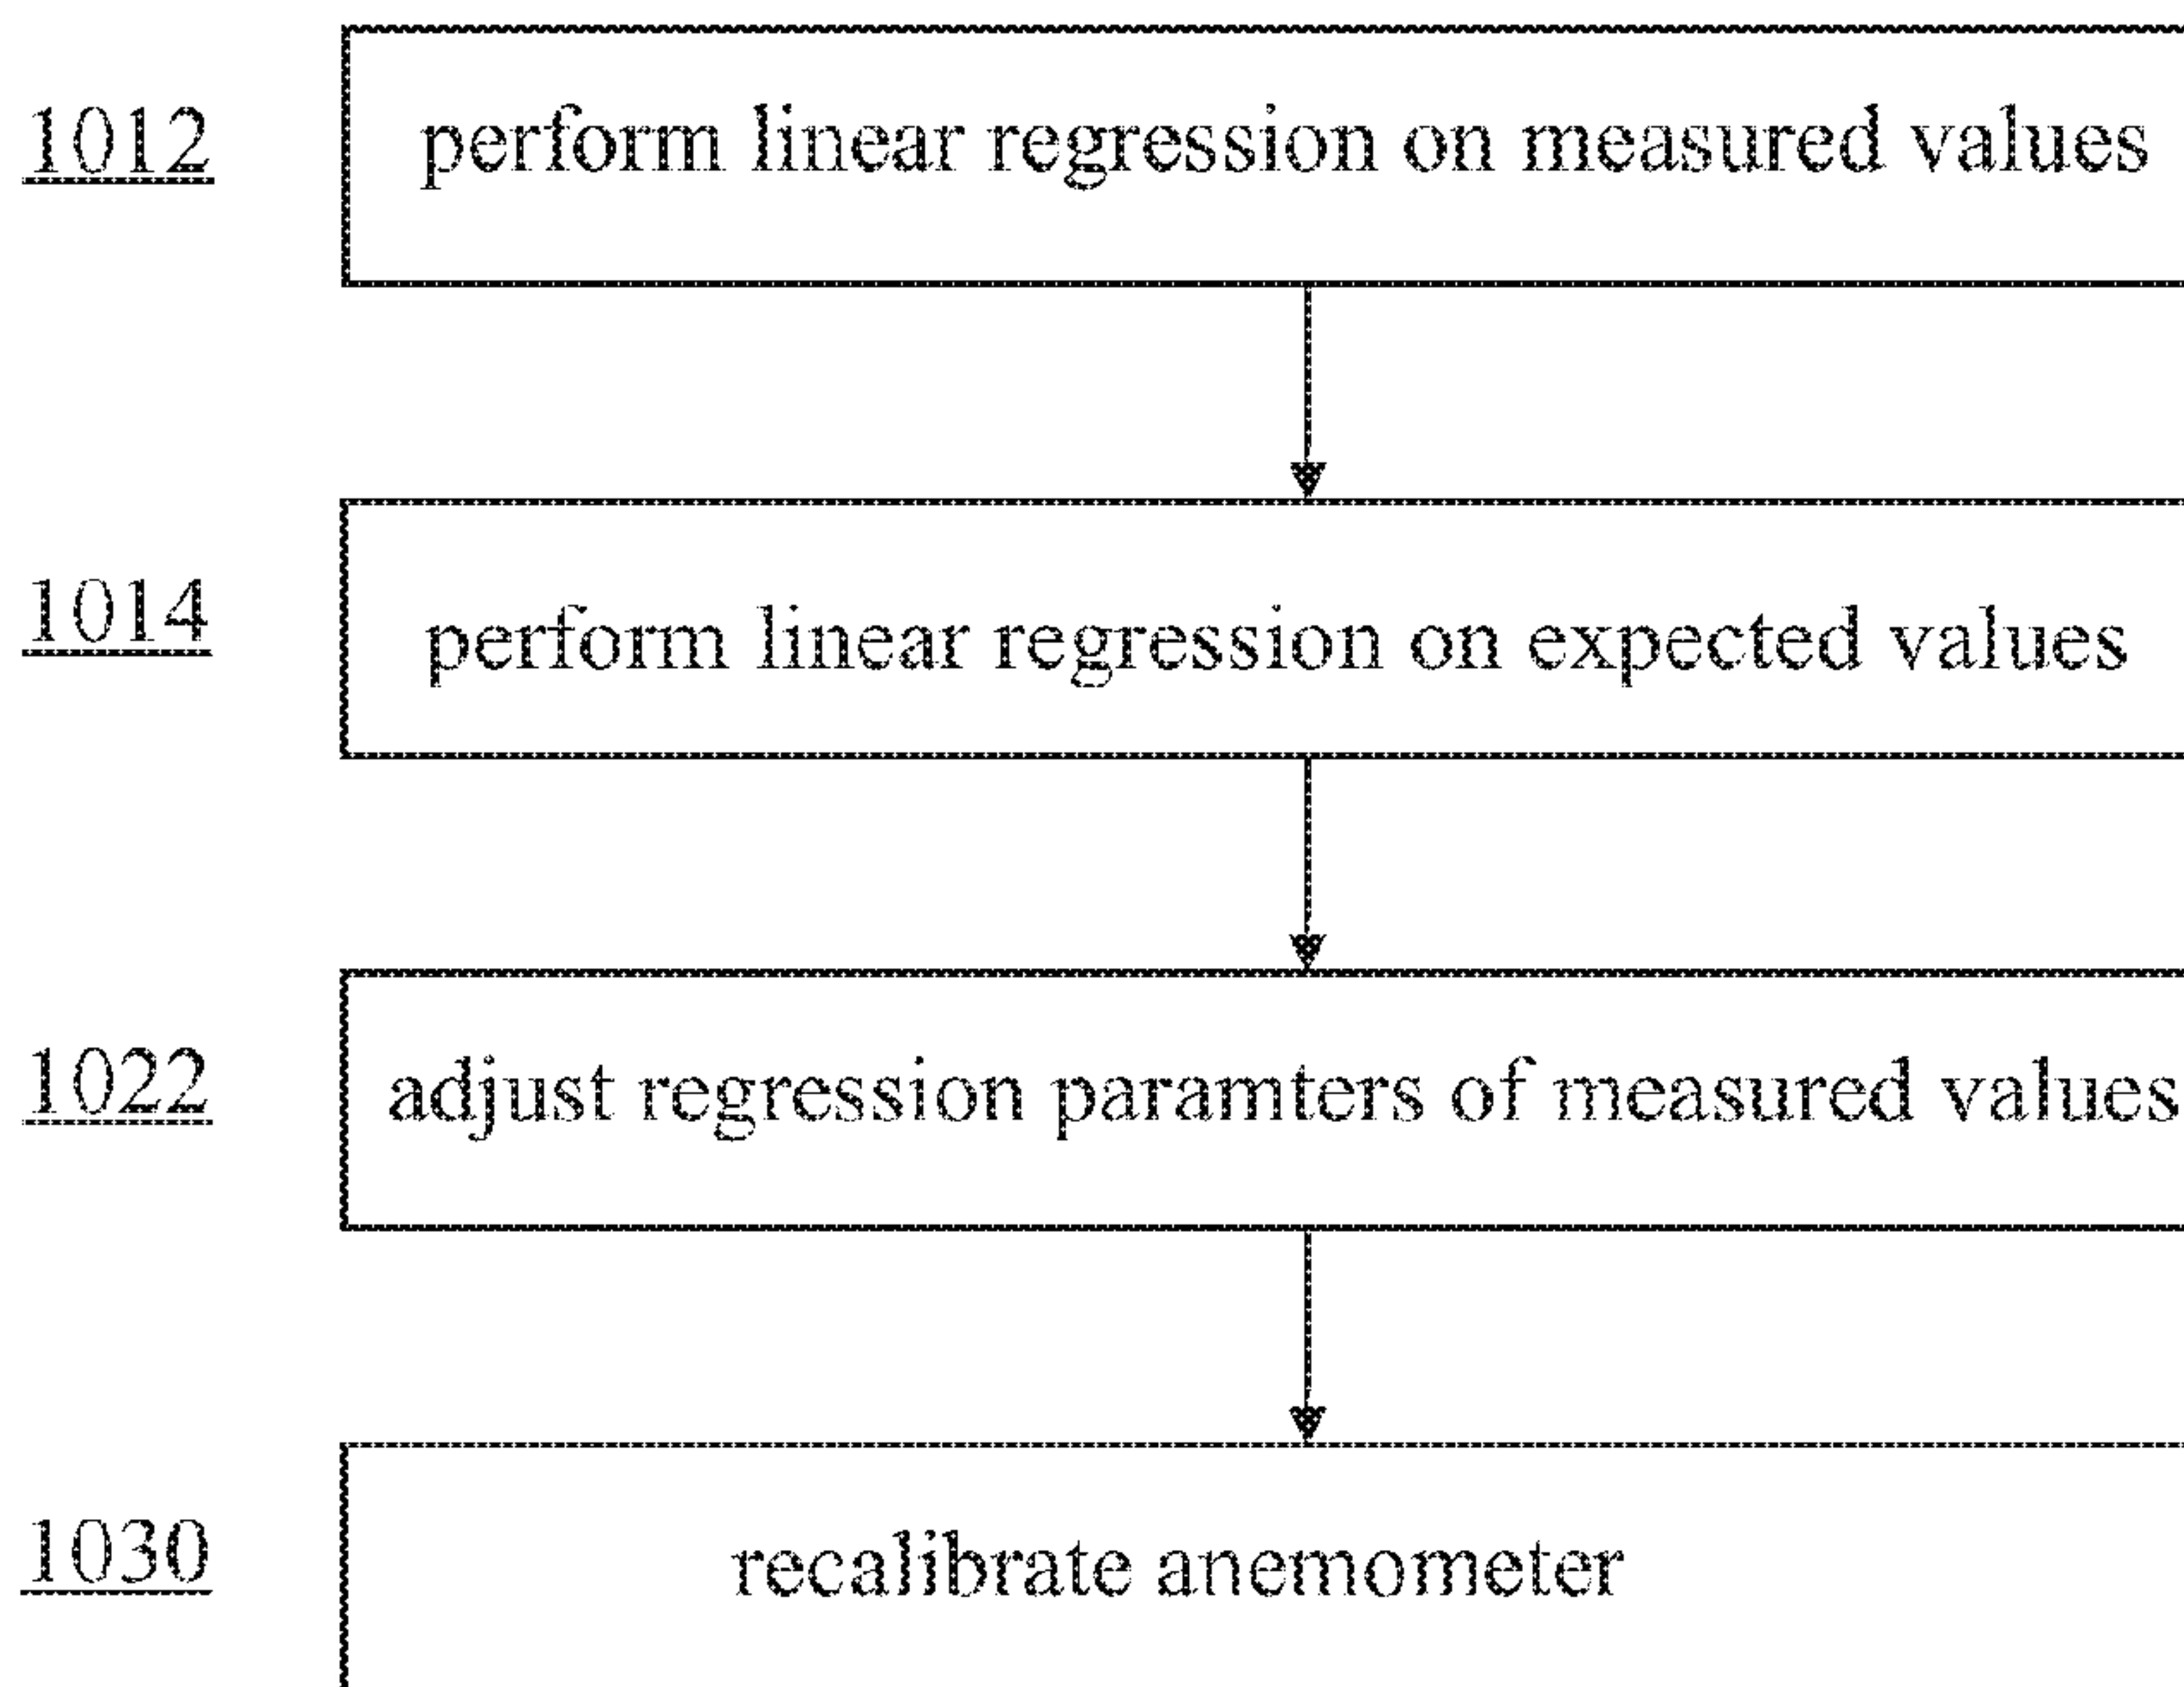 1012 perform linear regression on measured values
1014 perform linear regression on expected values
1022 adjust regression paramters of measured values
1030 recalibrate anemometer